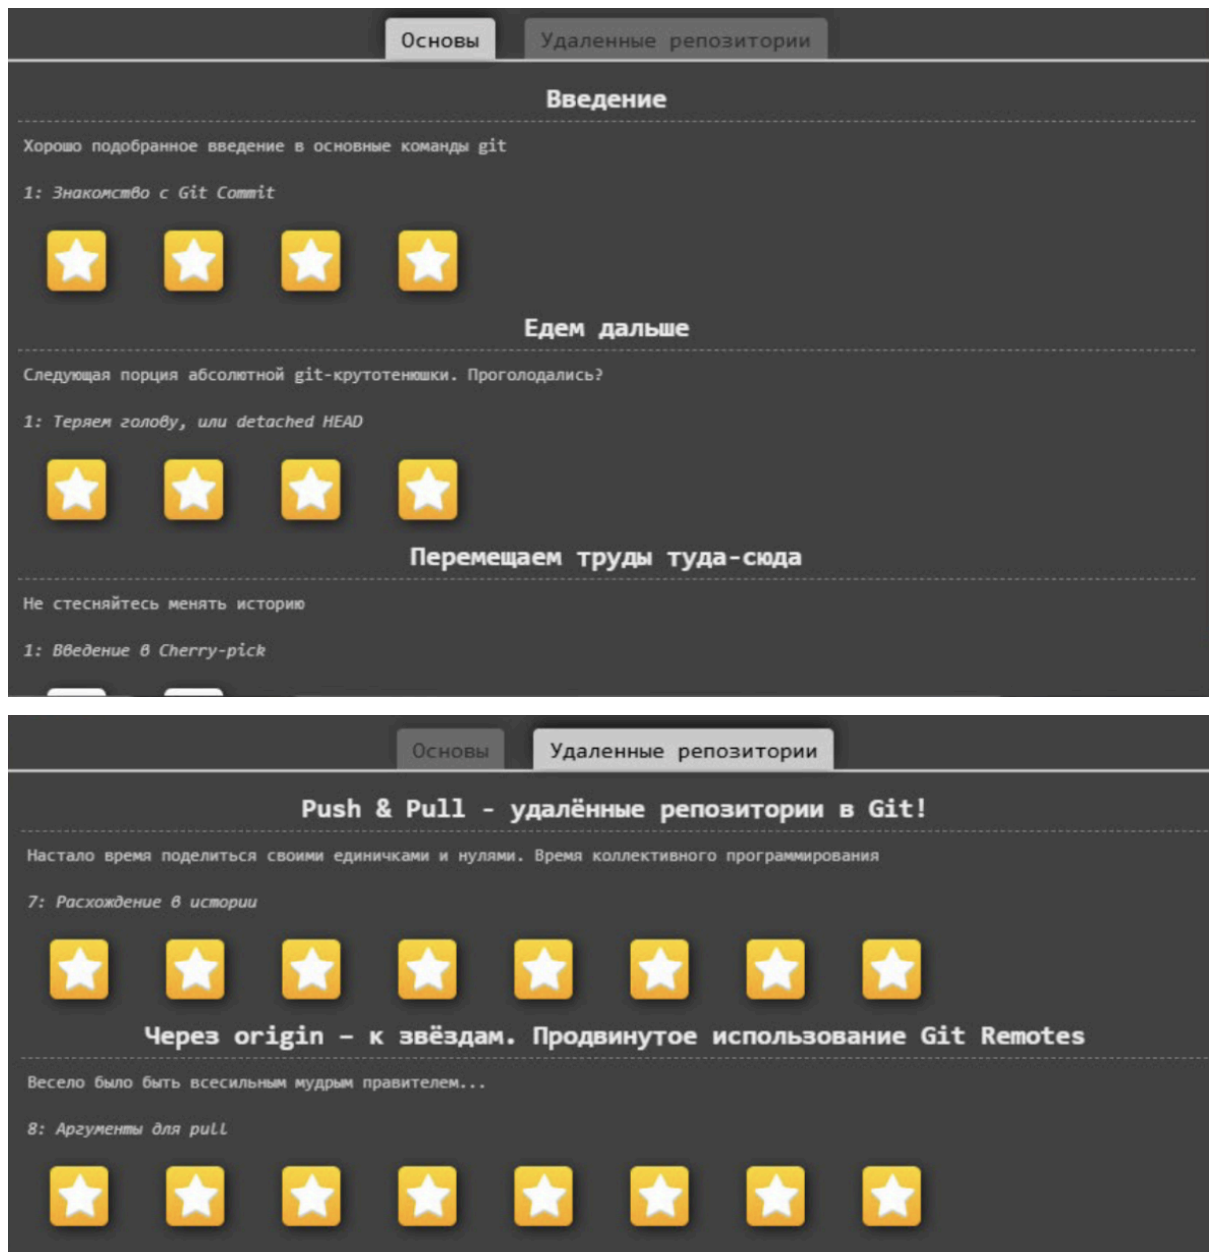 Основы
Удаленные репозитории
Введение
Хорошо подобранное введение в основные команды git
1: Знакомство с Git Commit
Едем дальше
Следующая порция абсолютной git-крутотенюшки. Проголодались?
1: Теряем голову, или detached HEAD
Перемещаем труды туда-сюда
Не стесняйтесь менять историю
1: Введение в Cherry-pick
Основы
Удаленные репозитории
Push & Pull - удалённые репозитории в Git!
Настало время поделиться своими единичками и нулями. Время коллективного программирования
7: Расхождение в истории
Через origin – к звёздам. Продвинутое использование Git Remotes
Весело было быть всесильным мудрым правителем...
8: Аргументы для pull